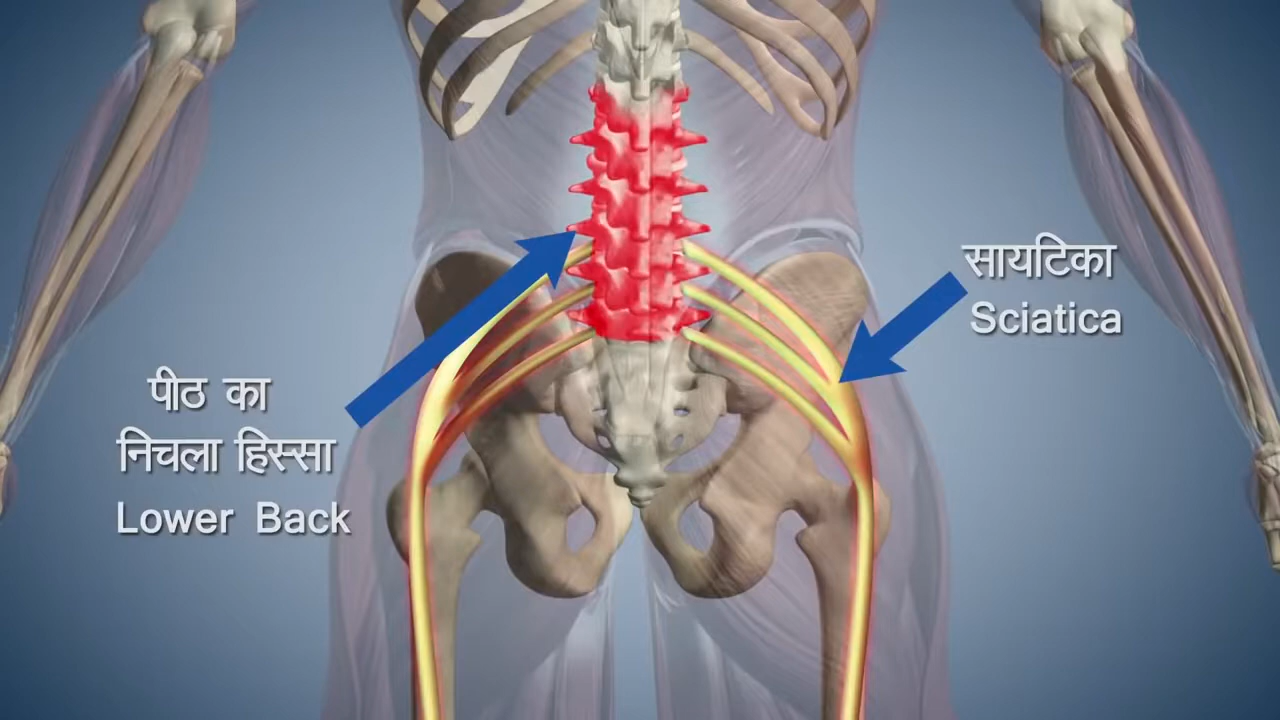 पीठ का
निचला हिस्सा
Lower Back
सायटिका
Sciatica